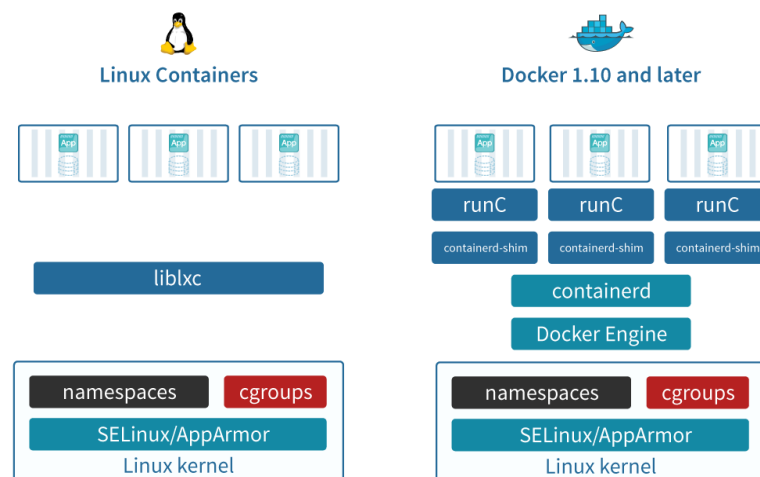 Linux Containers
App
App
App
liblxc
namespaces
cgroups
SELinux/AppArmor
Linux kernel
Docker 1.10 and later
App
App
App
runC
runC
runC
containerd-shim
containerd-shim
containerd-shim
containerd
Docker Engine
namespaces
cgroups
SELinux/AppArmor
Linux kernel